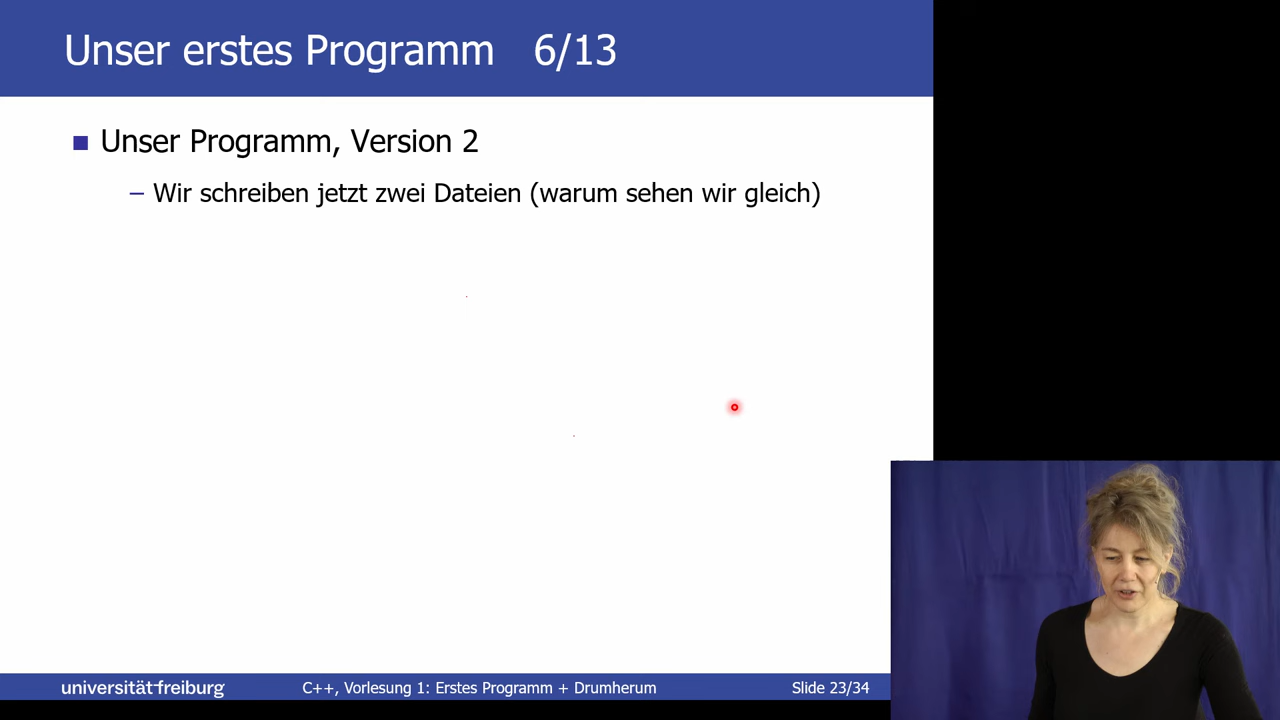 Unser erstes Programm 6/13
Unser Programm, Version 2
– Wir schreiben jetzt zwei Dateien (warum sehen wir gleich)
universität freiburg
C++, Vorlesung 1: Erstes Programm + Drumherum
Slide 23/34